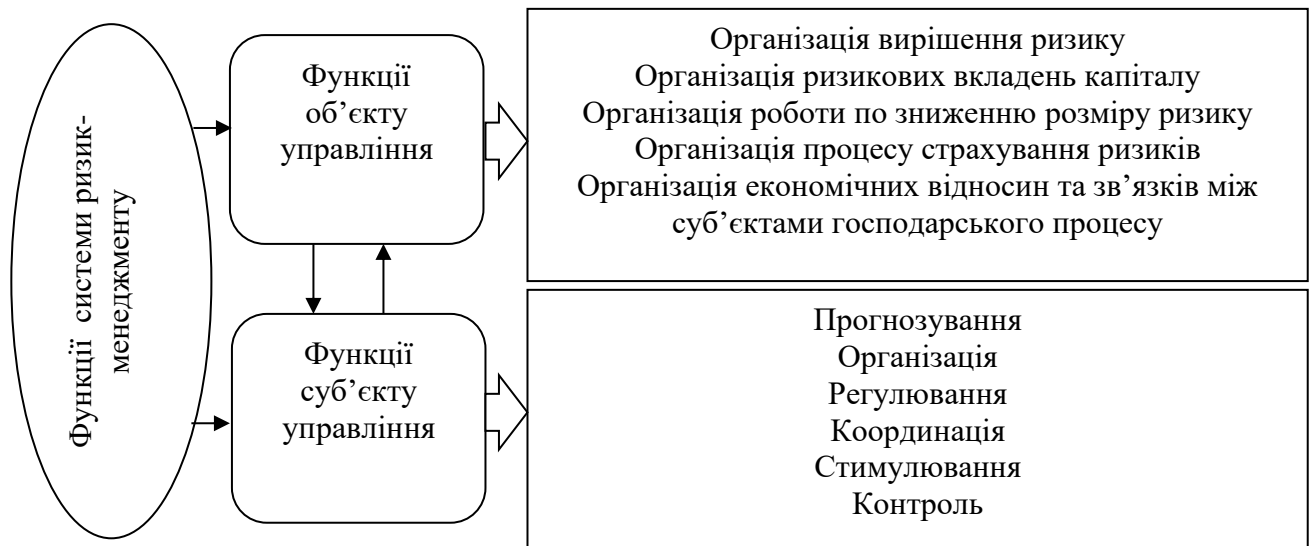 Функції системи ризик-
менеджменту
Функції
об’єкту
управління
Організація вирішення ризику
Організація ризикових вкладень капіталу
Організація роботи по зниженню розміру ризику
Організація процесу страхування ризиків
Організація економічних відносин та зв’язків між
суб’єктами господарського процесу
Функції
суб’єкту
управління
Прогнозування
Організація
Регулювання
Координація
Стимулювання
Контроль